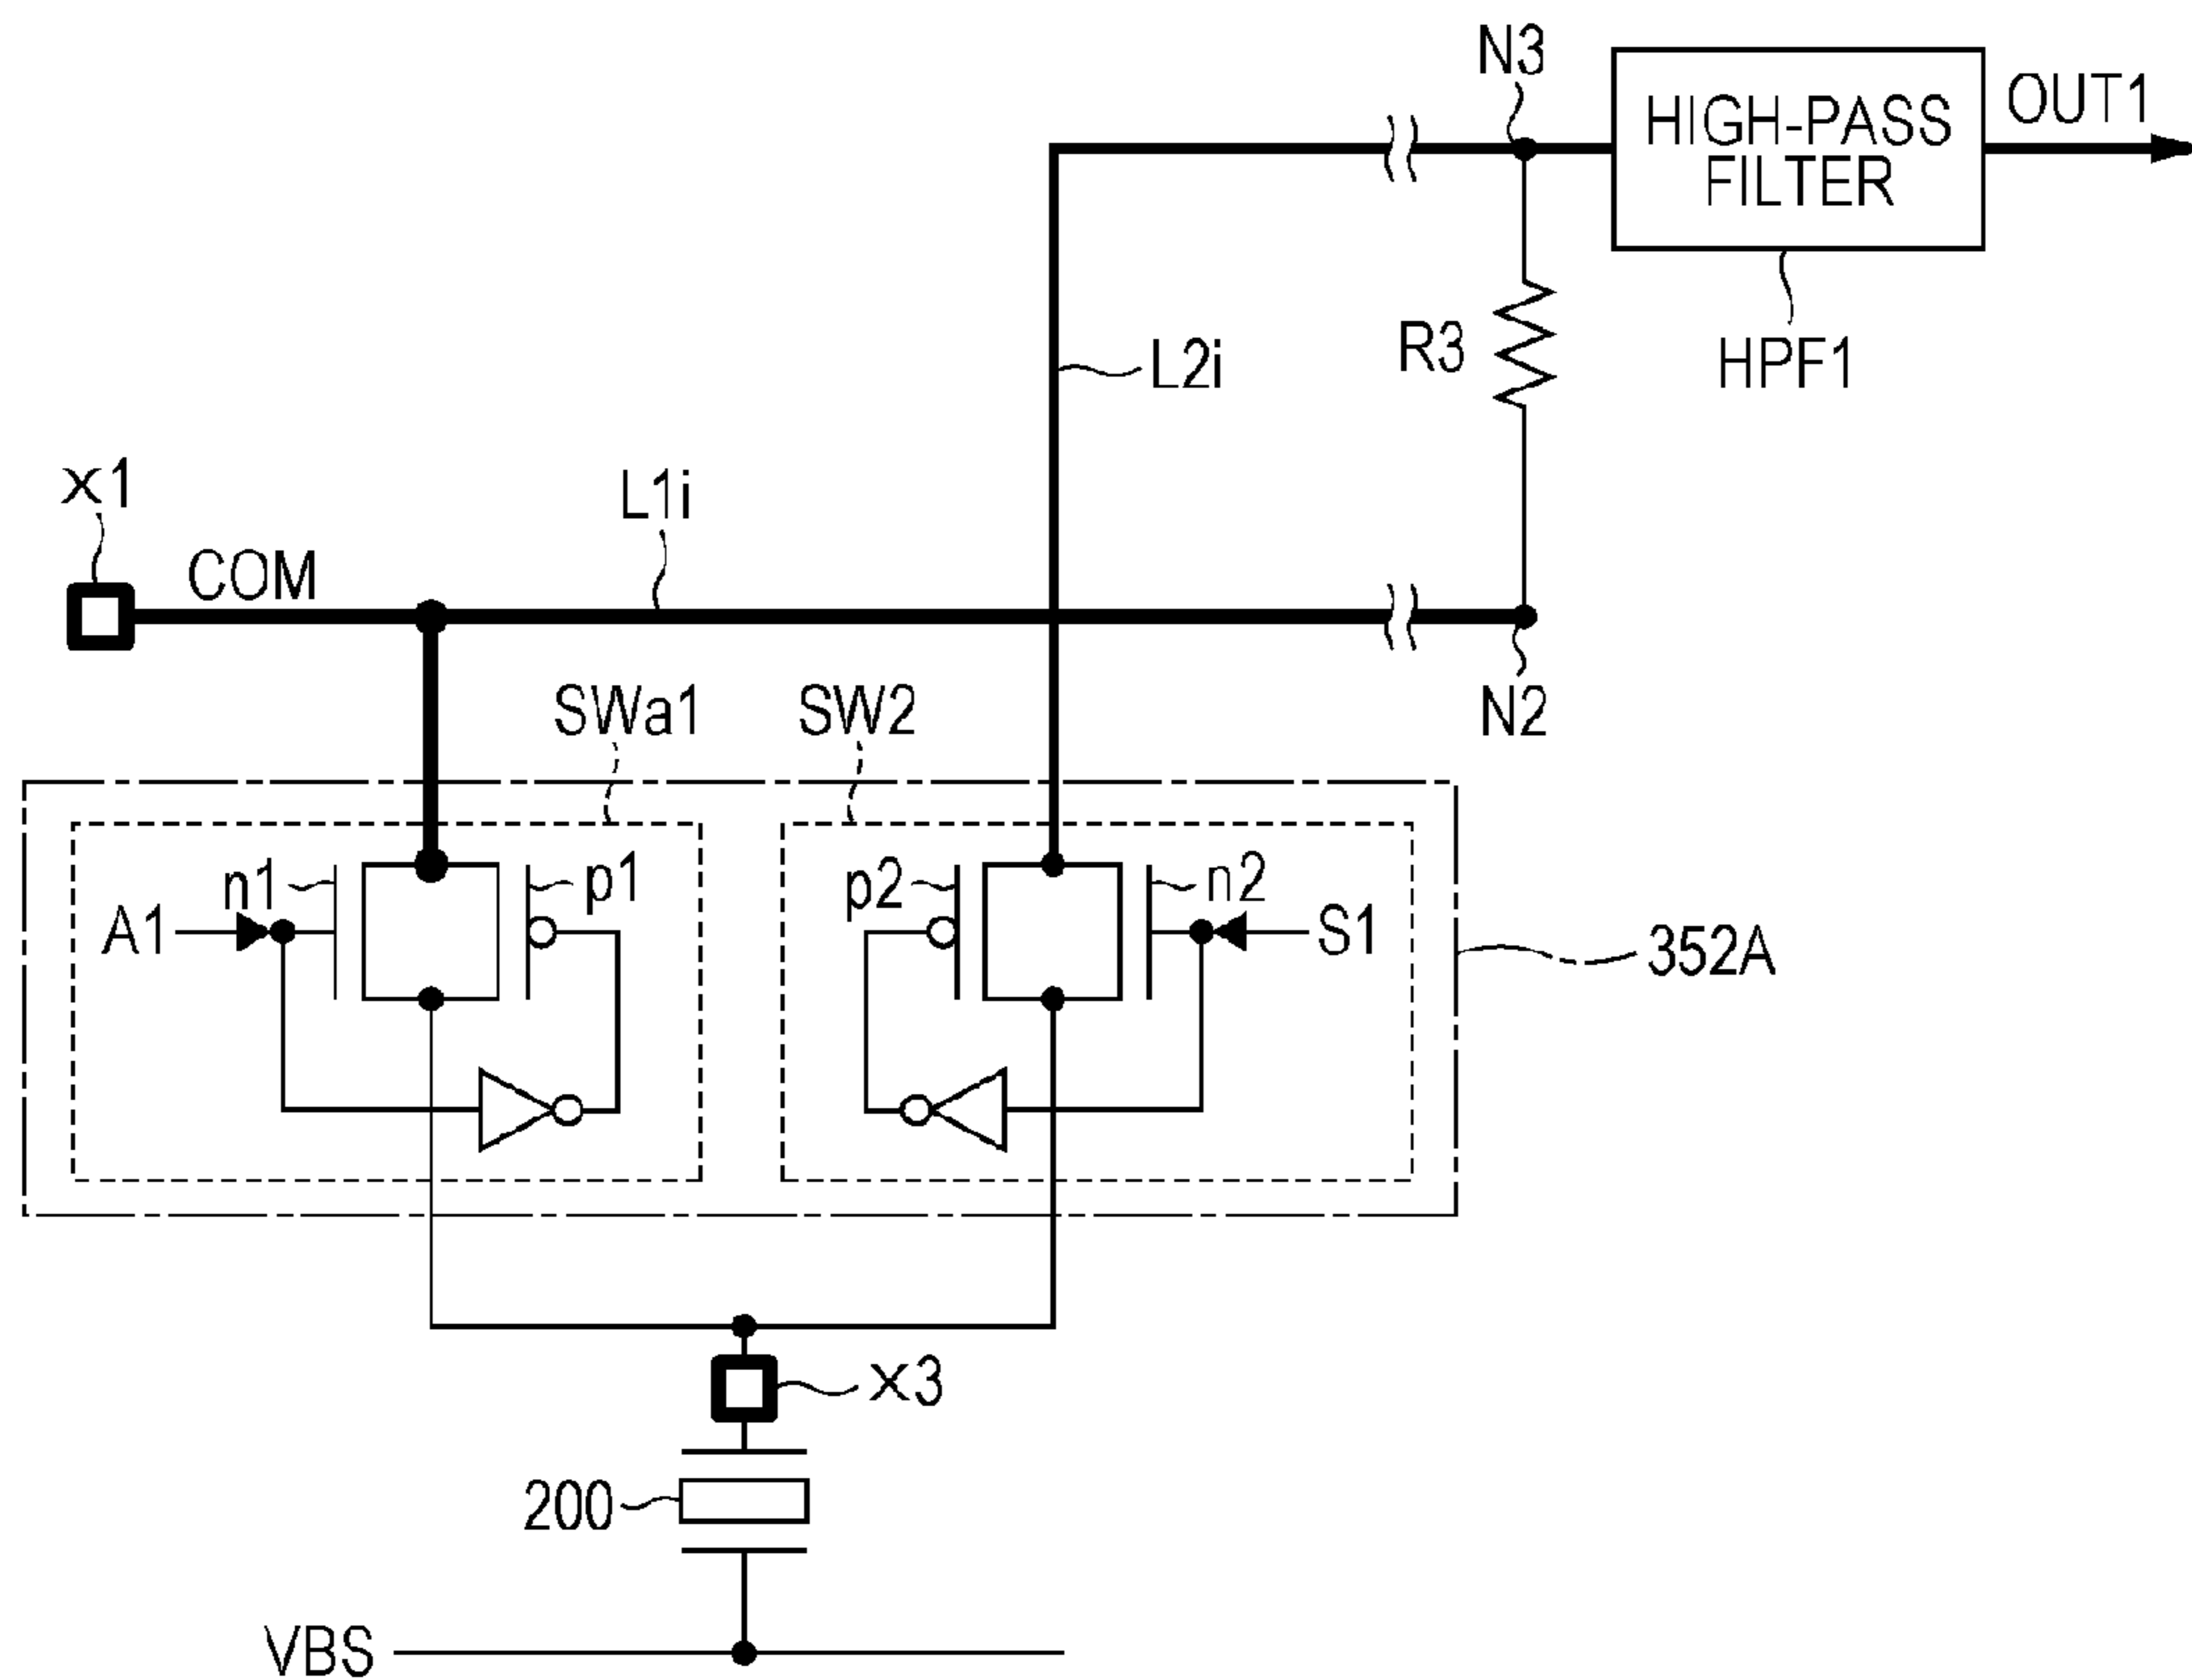 N3
HIGH-PASS
FILTER
OUT1
R3
HPF1
L2i
x1
L1i
COM
SWa1
SW2
N2
n1
p1
p2
n2
A1
S1
352A
x3
200
VBS